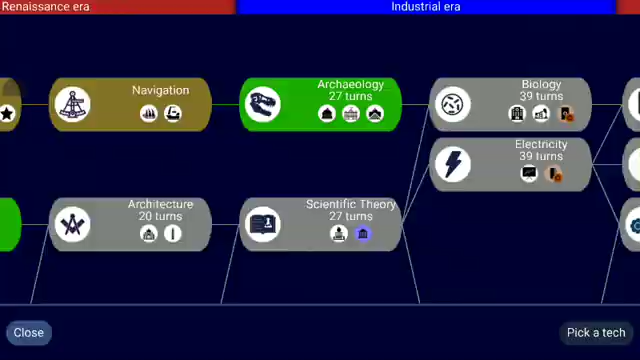 Renaissance era
Industrial era
Navigation
Archaeology
27 turns
Biology
39 turns
Electricity
39 turns
Architecture
20 turns
Scientific Theory
27 turns
Close
Pick a tech